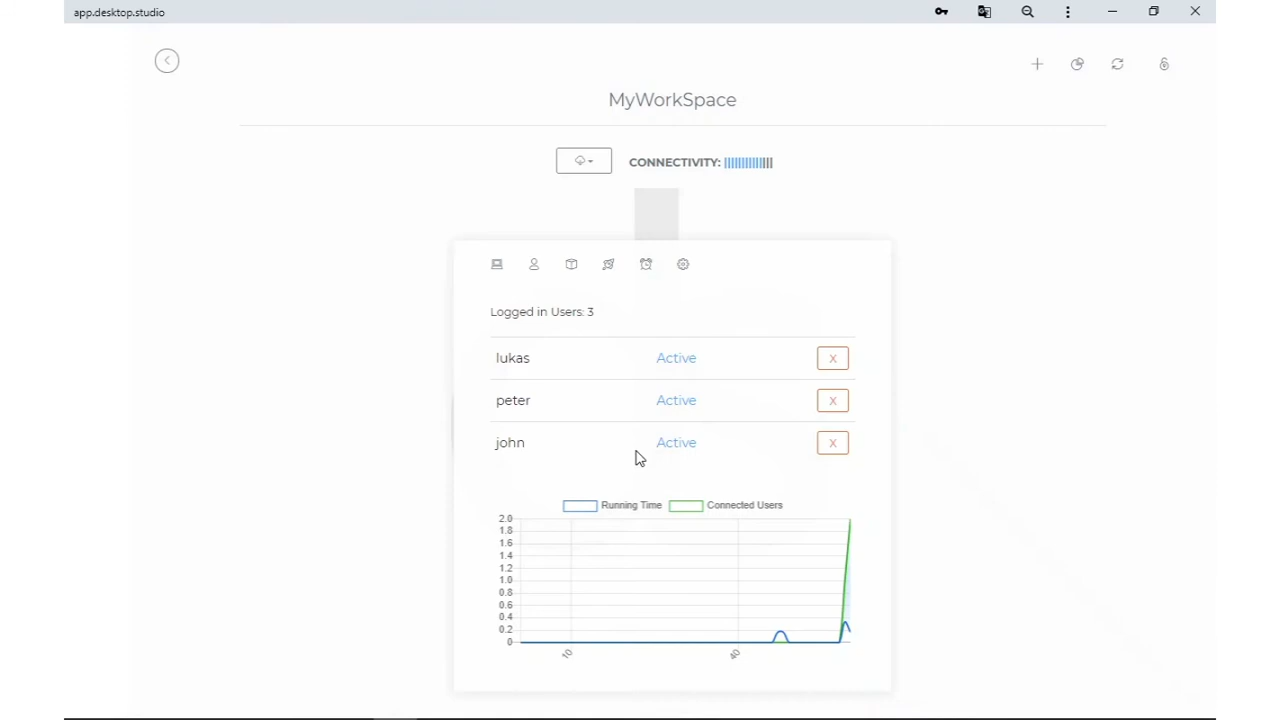 app.desktop.studio
MyWorkSpace
CONNECTIVITY:
Logged in Users: 3
lukas Active X
peter Active X
john Active X
Running Time Connected Users
2.0
1.8
1.6
1.4
1.2
1.0
0.8
0.6
0.4
0.2
0
10 40